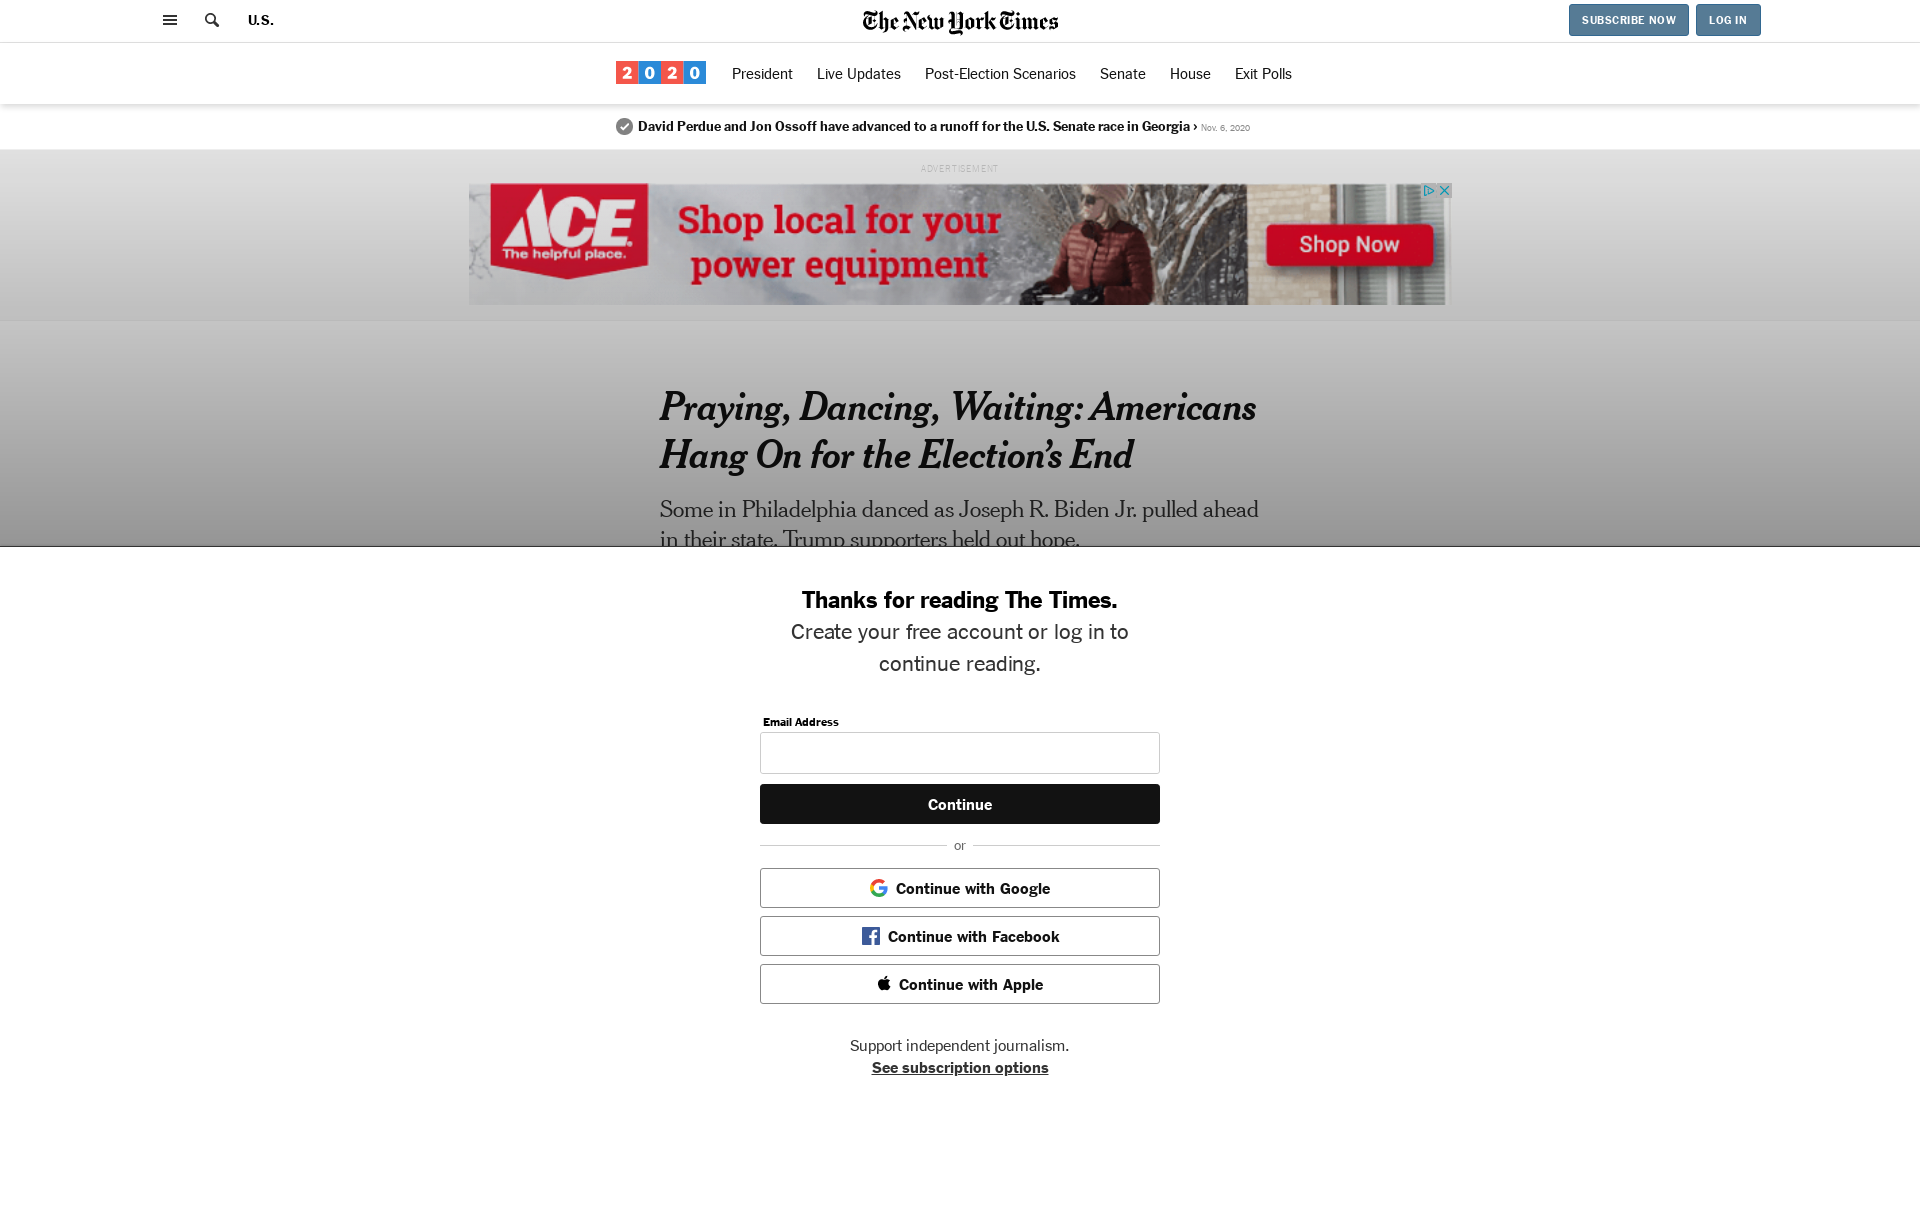 U.S.
The New York Times
SUBSCRIBE NOW
LOG IN
2020
President
Live Updates
Post-Election Scenarios
Senate
House
Exit Polls
David Perdue and Jon Ossoff have advanced to a runoff for the U.S. Senate race in Georgia › Nov. 6, 2020
ADVERTISEMENT
ACE
The helpful place.
Shop local for your
power equipment
Shop Now
Praying, Dancing, Waiting: Americans
Hang On for the Election’s End
Some in Philadelphia danced as Joseph R. Biden Jr. pulled ahead
in their state. Trump supporters held out hope.
Thanks for reading The Times.
Create your free account or log in to
continue reading.
Email Address
Continue
or
Continue with Google
Continue with Facebook
Continue with Apple
Support independent journalism.
See subscription options